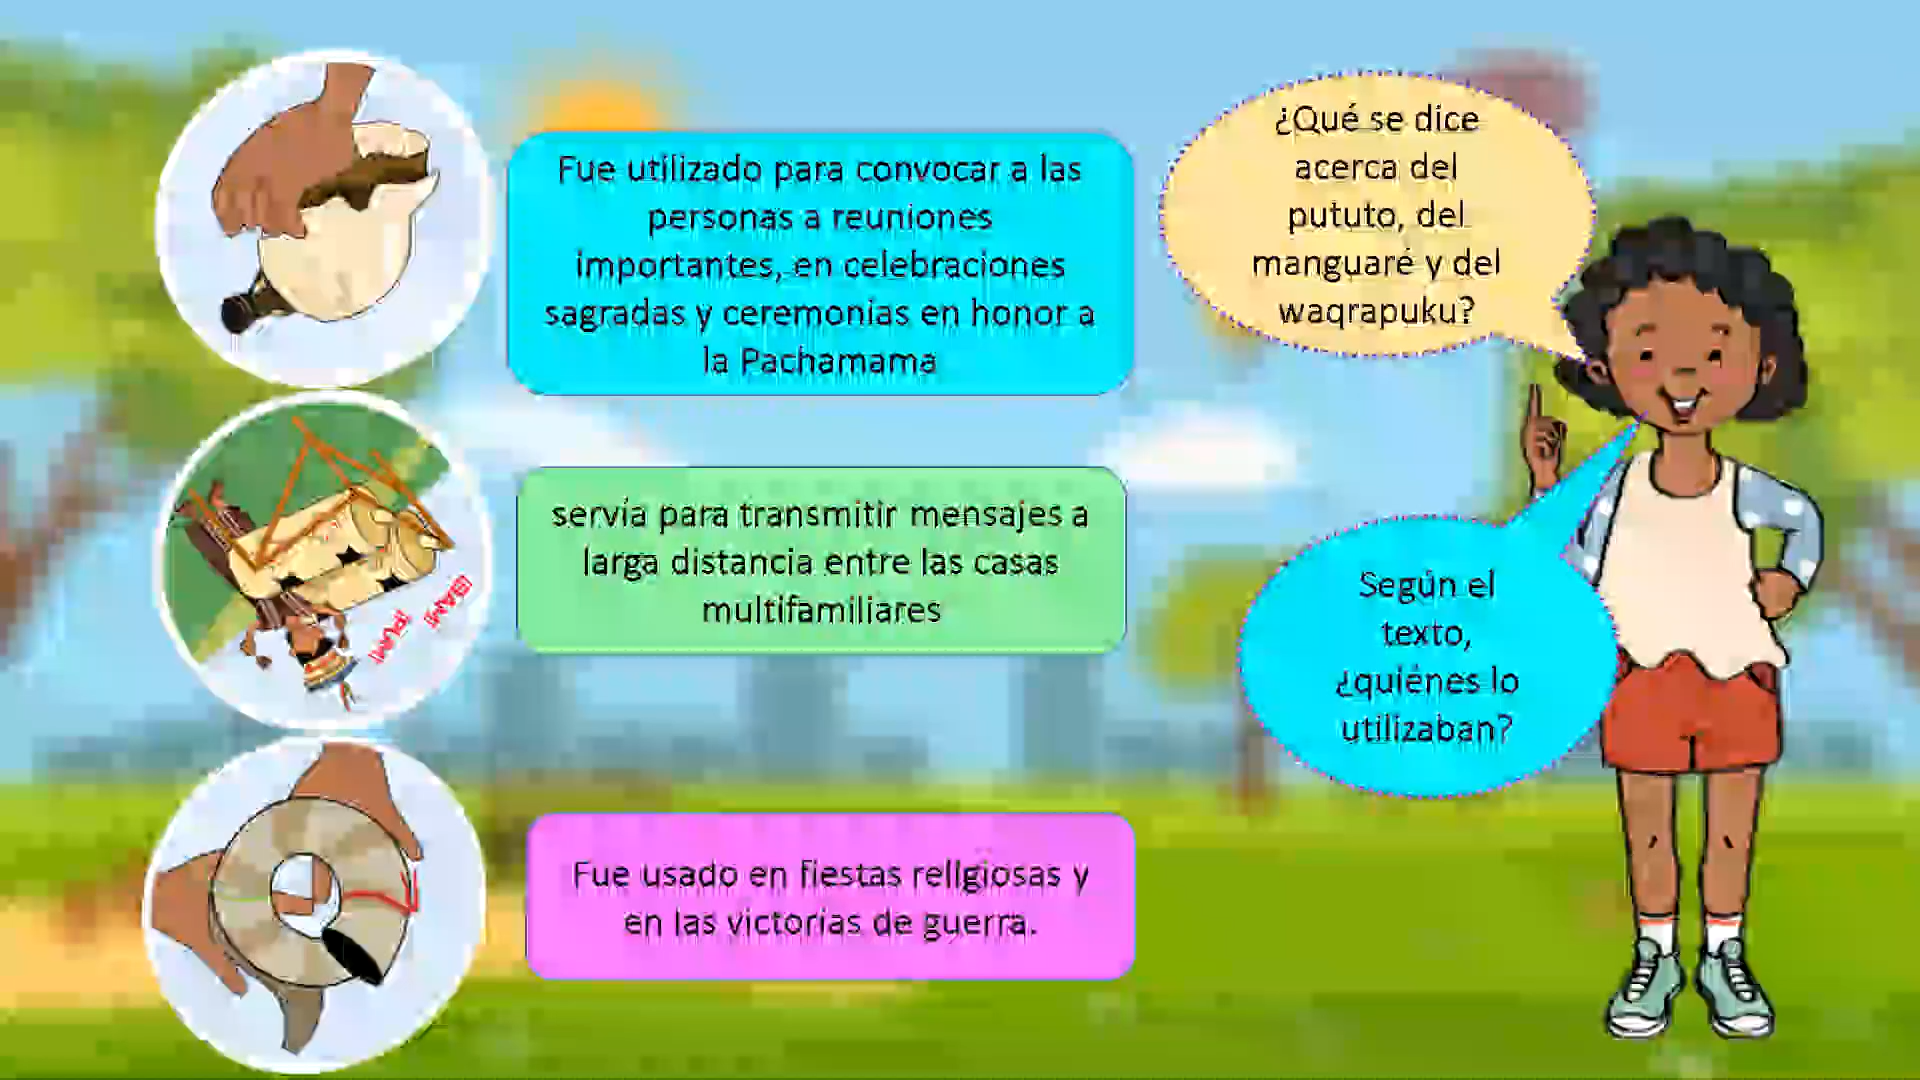 Fue utilizado para convocar a las
personas a reuniones
importantes, en celebraciones
sagradas y ceremonias en honor a
la Pachamama
servía para transmitir mensajes a
larga distancia entre las casas
multifamiliares
¡PUM!
¡BAM!
Fue usado en fiestas religiosas y
en las victorias de guerra.
¿Qué se dice
acerca del
pututo, del
manguaré y del
waqrapuku?
Según el
texto,
¿quiénes lo
utilizaban?